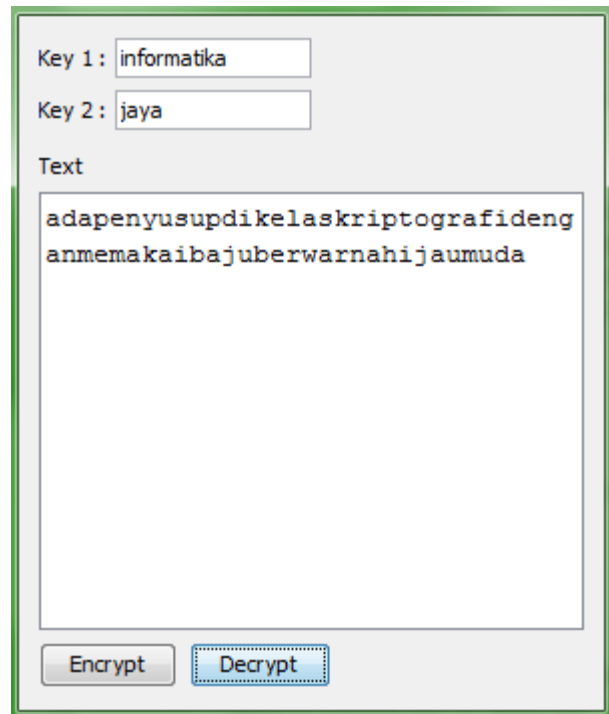 Key 1 : informatika
Key 2 : jaya
Text
adapenyusupdikelaskriptografideng
anmemakaibajuberwarnahijaumuda
Encrypt Decrypt